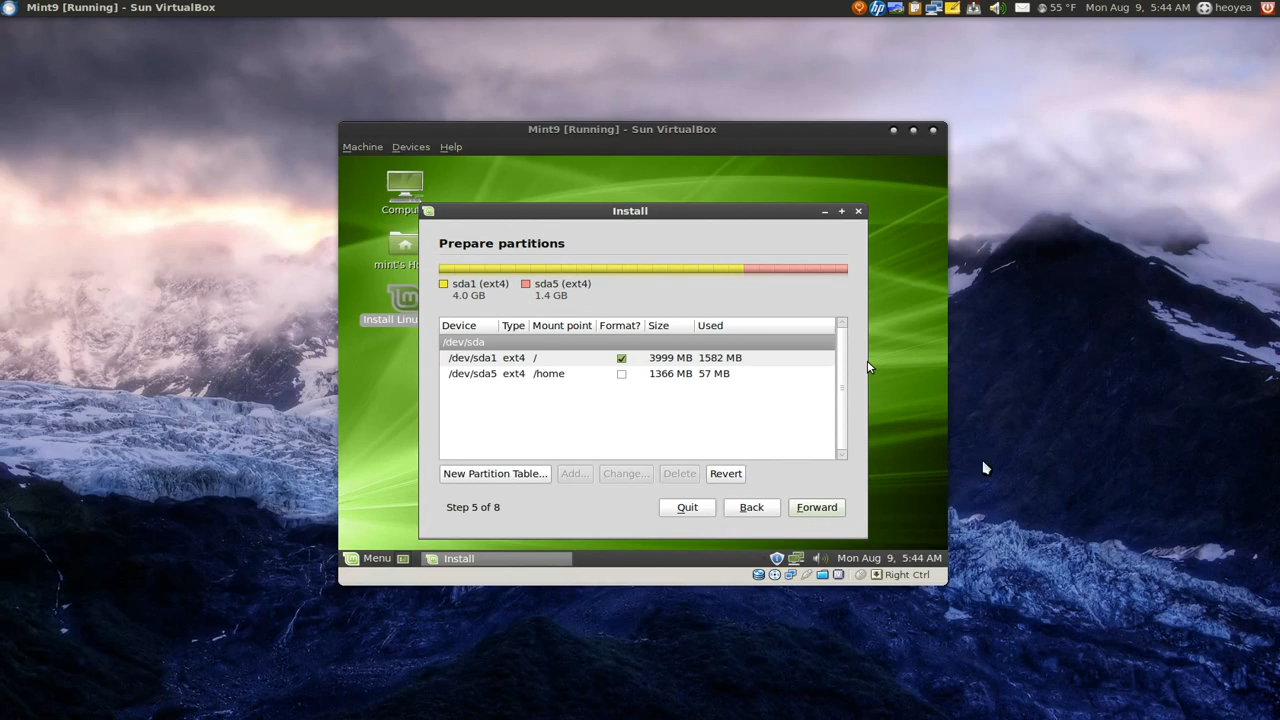 Mint9 [Running] - Sun VirtualBox
55 °F Mon Aug 9, 5:44 AM heoyea
Mint9 [Running] - Sun VirtualBox
Machine Devices Help
Install
Prepare partitions
sda1 (ext4) sda5 (ext4)
4.0 GB 1.4 GB
Device Type Mount point Format? Size Used
/dev/sda
/dev/sda1 ext4 / 3999 MB 1582 MB
/dev/sda5 ext4 /home 1366 MB 57 MB
New Partition Table... Add... Change... Delete Revert
Step 5 of 8 Quit Back Forward
Comput
mint's H
Install Linu
Menu Install Mon Aug 9, 5:44 AM
Right Ctrl